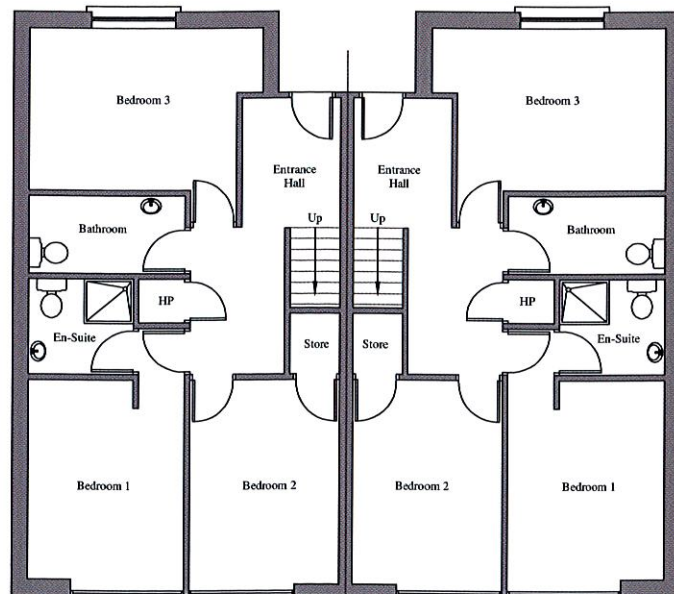 Bedroom 3
Bedroom 3
Entrance
Hall
Entrance
Hall
Up
Up
Bathroom
Bathroom
HP
HP
En-Suite
En-Suite
Store
Store
Bedroom 1
Bedroom 2
Bedroom 2
Bedroom 1